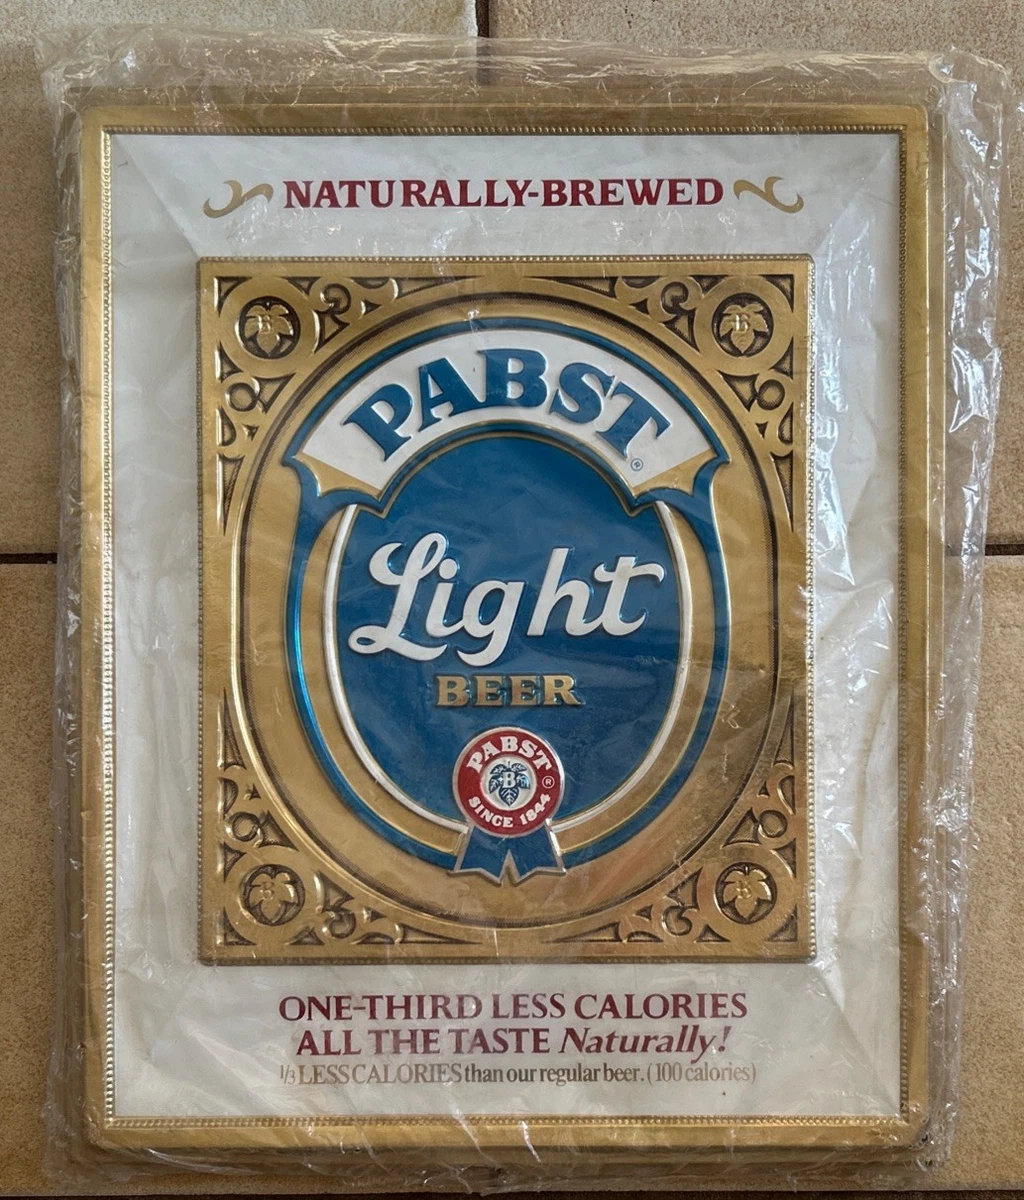 NATURALLY-BREWED
B B
PABST®
Light
BEER
PABST
B ®
SINCE 1844
B B
ONE-THIRD LESS CALORIES
ALL THE TASTE Naturally!
1/3 LESS CALORIES than our regular beer. (100 calories)